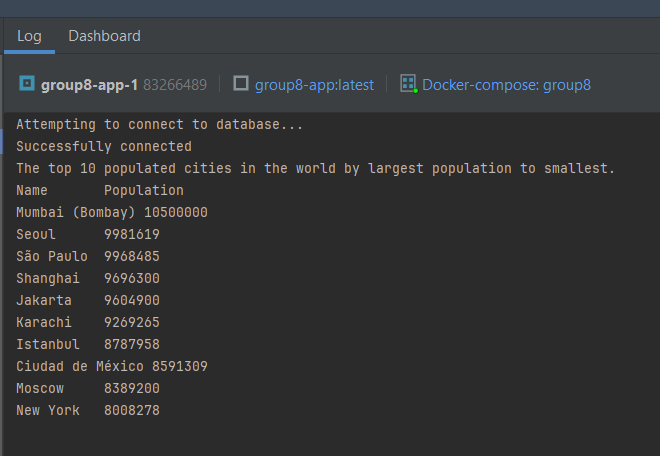 Log Dashboard
group8-app-1 83266489 group8-app:latest Docker-compose: group8
Attempting to connect to database...
Successfully connected
The top 10 populated cities in the world by largest population to smallest.
Name Population
Mumbai (Bombay) 10500000
Seoul 9981619
São Paulo 9968485
Shanghai 9696300
Jakarta 9604900
Karachi 9269265
Istanbul 8787958
Ciudad de México 8591309
Moscow 8389200
New York 8008278